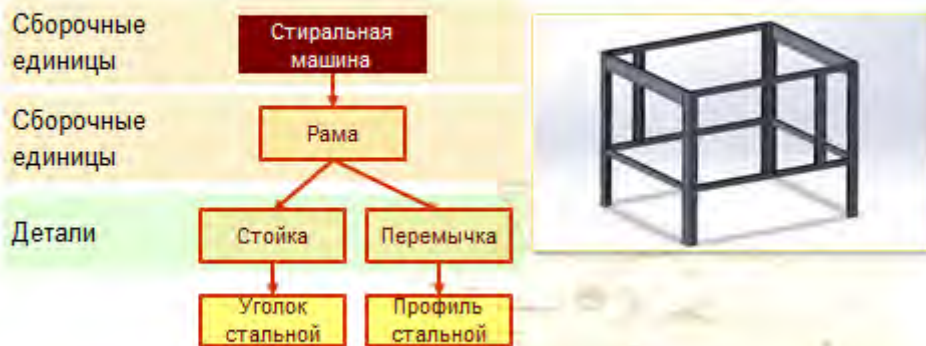 Сборочные
единицы
Стиральная
машина
Сборочные
единицы
Рама
Детали
Стойка
Перемычка
Уголок
стальной
Профиль
стальной